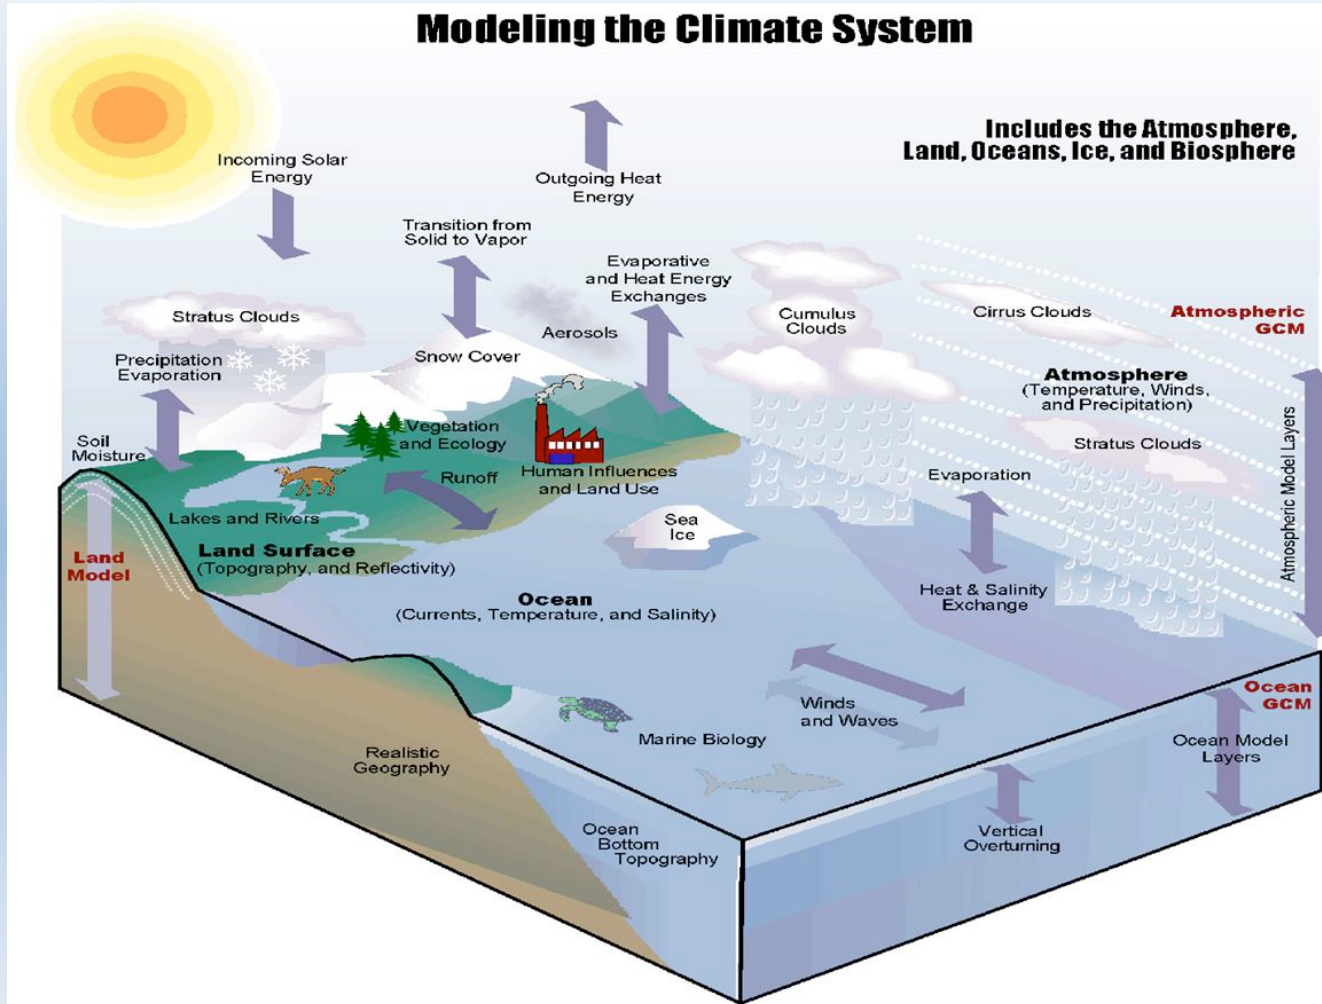 Modeling the Climate System
Includes the Atmosphere,
Land, Oceans, Ice, and Biosphere
Incoming Solar
Energy
Outgoing Heat
Energy
Transition from
Solid to Vapor
Evaporative
and Heat Energy
Exchanges
Stratus Clouds
Aerosols
Cumulus
Clouds
Cirrus Clouds
Atmospheric
GCM
Precipitation
Evaporation
Snow Cover
Atmosphere
(Temperature, Winds,
and Precipitation)
Atmospheric Model Layers
Soil
Moisture
Vegetation
and Ecology
Stratus Clouds
Runoff
Human Influences
and Land Use
Evaporation
Lakes and Rivers
Sea
Ice
Land
Model
Land Surface
(Topography, and Reflectivity)
Ocean
(Currents, Temperature, and Salinity)
Heat & Salinity
Exchange
Ocean
GCM
Winds
and Waves
Marine Biology
Ocean Model
Layers
Realistic
Geography
Ocean
Bottom
Topography
Vertical
Overturning